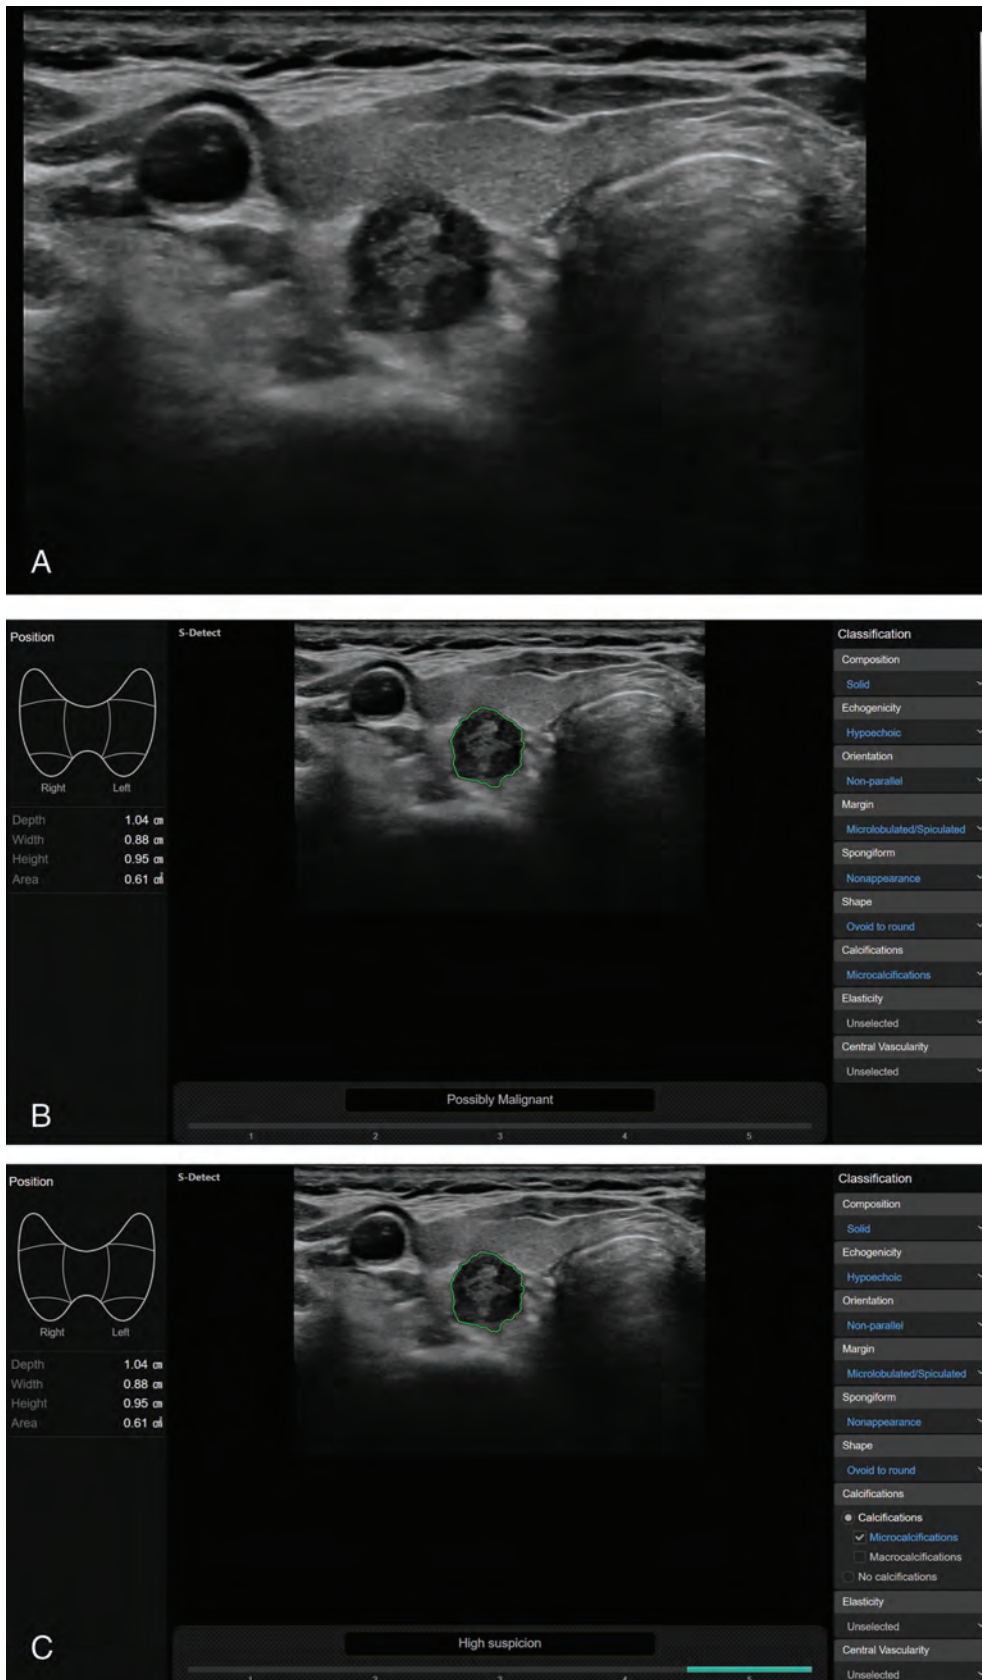 A
Position
Right Left
Depth 1.04 cm
Width 0.88 cm
Height 0.95 cm
Area 0.61 cm²
S-Detect
Classification
Composition
Solid
Echogenicity
Hypoechoic
Orientation
Non-parallel
Margin
Microlobulated/Spiculated
Spongiform
Nonappearance
Shape
Ovoid to round
Calcifications
Microcalcifications
Elasticity
Unselected
Central Vascularity
Unselected
Possibly Malignant
1 2 3 4 5
B
Position
Right Left
Depth 1.04 cm
Width 0.88 cm
Height 0.95 cm
Area 0.61 cm²
S-Detect
Classification
Composition
Solid
Echogenicity
Hypoechoic
Orientation
Non-parallel
Margin
Microlobulated/Spiculated
Spongiform
Nonappearance
Shape
Ovoid to round
Calcifications
Calcifications
Microcalcifications
Macrocalcifications
No calcifications
Elasticity
Unselected
Central Vascularity
Unselected
High suspicion
1 2 3 4 5
C